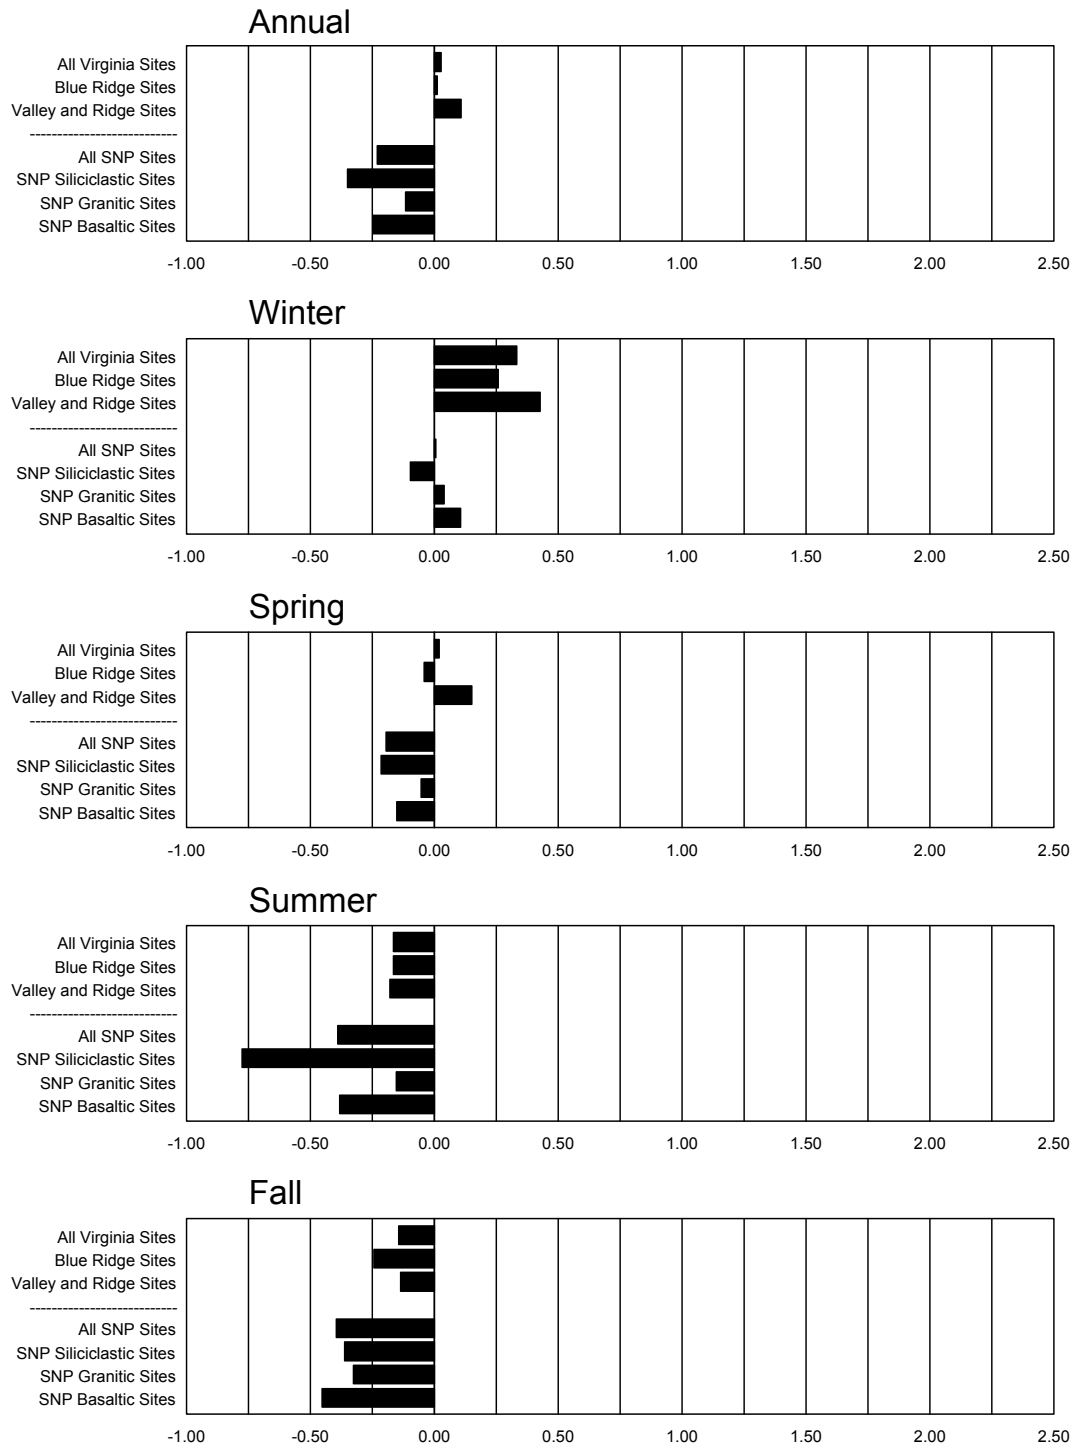 Annual
All Virginia Sites
Blue Ridge Sites
Valley and Ridge Sites
---------------------------
All SNP Sites
SNP Siliciclastic Sites
SNP Granitic Sites
SNP Basaltic Sites
-1.00 -0.50 0.00 0.50 1.00 1.50 2.00 2.50
Winter
All Virginia Sites
Blue Ridge Sites
Valley and Ridge Sites
---------------------------
All SNP Sites
SNP Siliciclastic Sites
SNP Granitic Sites
SNP Basaltic Sites
-1.00 -0.50 0.00 0.50 1.00 1.50 2.00 2.50
Spring
All Virginia Sites
Blue Ridge Sites
Valley and Ridge Sites
---------------------------
All SNP Sites
SNP Siliciclastic Sites
SNP Granitic Sites
SNP Basaltic Sites
-1.00 -0.50 0.00 0.50 1.00 1.50 2.00 2.50
Summer
All Virginia Sites
Blue Ridge Sites
Valley and Ridge Sites
---------------------------
All SNP Sites
SNP Siliciclastic Sites
SNP Granitic Sites
SNP Basaltic Sites
-1.00 -0.50 0.00 0.50 1.00 1.50 2.00 2.50
Fall
All Virginia Sites
Blue Ridge Sites
Valley and Ridge Sites
---------------------------
All SNP Sites
SNP Siliciclastic Sites
SNP Granitic Sites
SNP Basaltic Sites
-1.00 -0.50 0.00 0.50 1.00 1.50 2.00 2.50